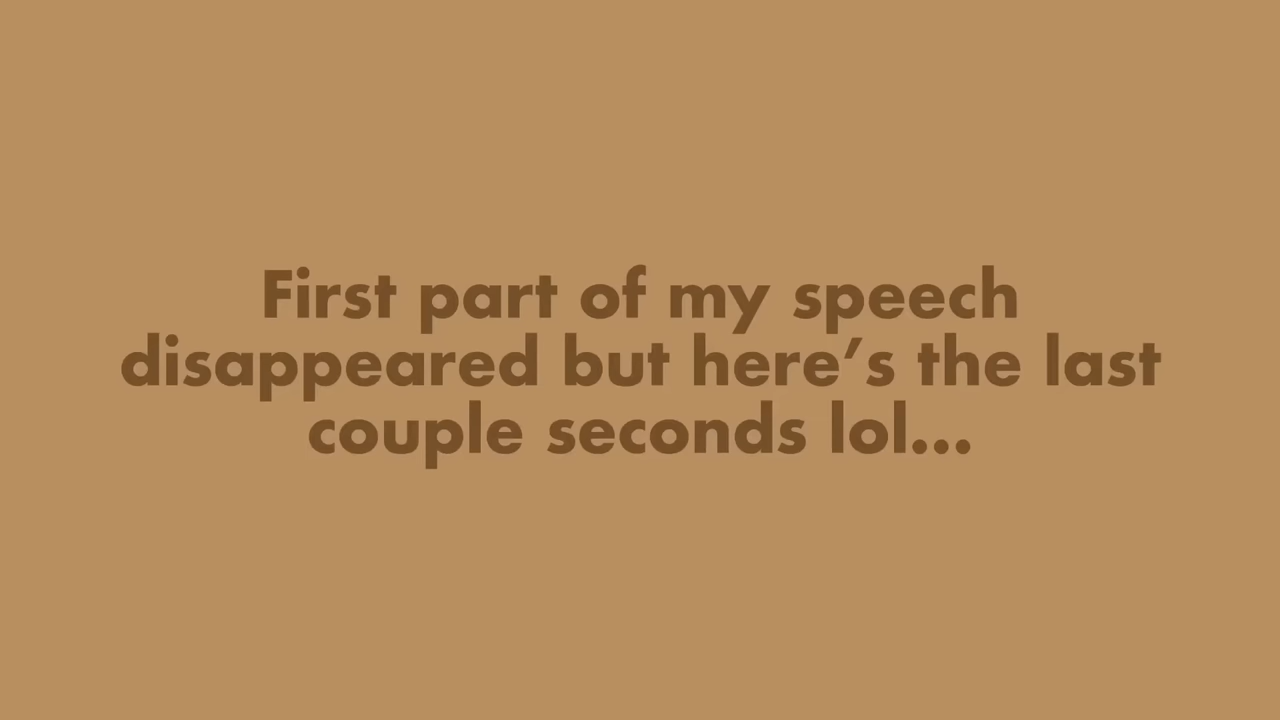 First part of my speech
disappeared but here’s the last
couple seconds lol...